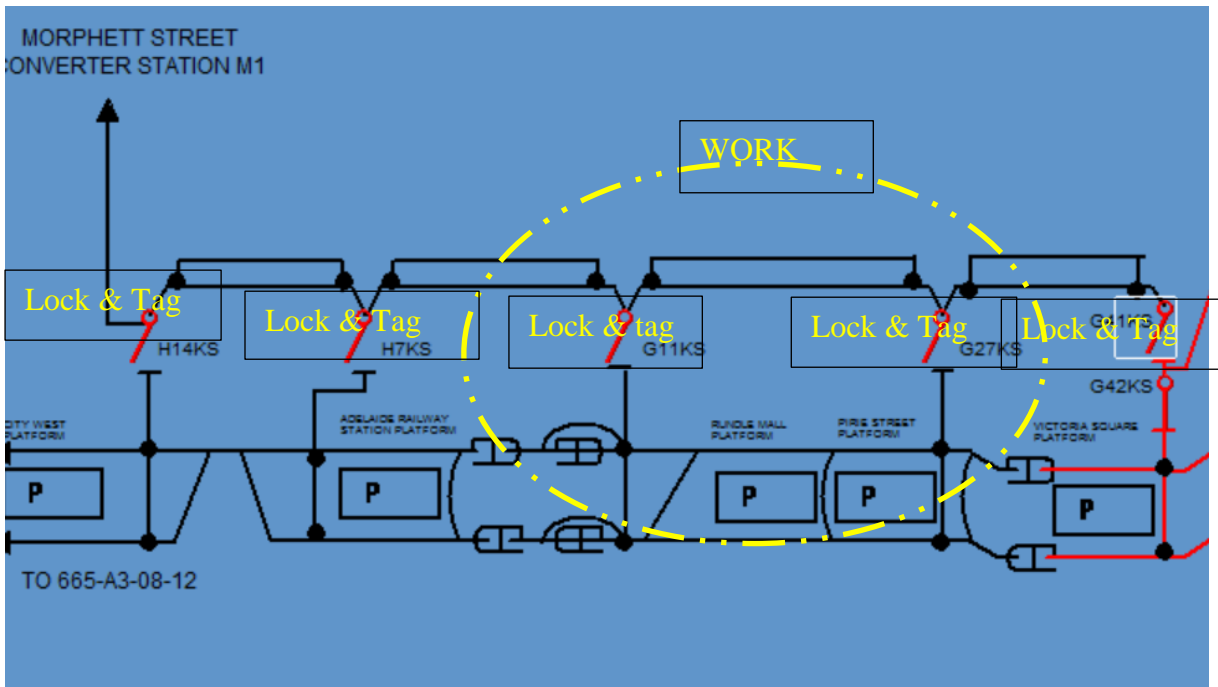 MORPHETT STREET
CONVERTER STATION M1
WORK
Lock & Tag
Lock & Tag
Lock & tag
Lock & Tag
Lock & Tag
H14KS
H7KS
G11KS
G27KS
G41KS
G42KS
CITY WEST
PLATFORM
ADELAIDE RAILWAY
STATION PLATFORM
RUNDLE MALL
PLATFORM
PIRIE STREET
PLATFORM
VICTORIA SQUARE
PLATFORM
P
P
P
P
P
TO 665-A3-08-12